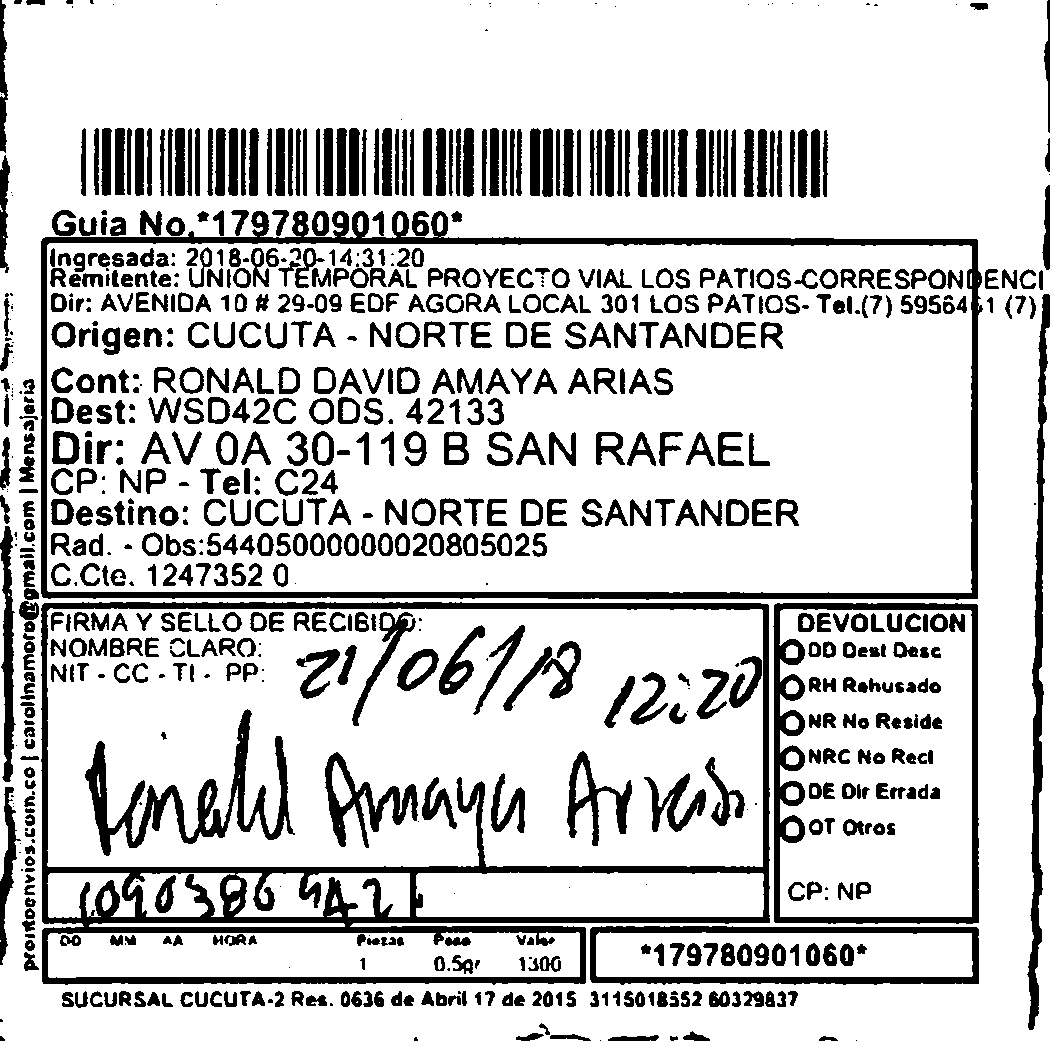 Guia No.*179780901060*
Ingresada: 2018-06-20-14:31:20
Remitente: UNION TEMPORAL PROYECTO VIAL LOS PATIOS-CORRESPONDENCI
Dir: AVENIDA 10 # 29-09 EDF AGORA LOCAL 301 LOS PATIOS- Tel.(7) 5956461 (7)
Origen: CUCUTA - NORTE DE SANTANDER
Cont: RONALD DAVID AMAYA ARIAS
Dest: WSD42C ODS. 42133
Dir: AV 0A 30-119 B SAN RAFAEL
CP: NP - Tel: C24
Destino: CUCUTA - NORTE DE SANTANDER
Rad. - Obs:54405000000020805025
C.Cte. 1247352 0
prontoenvios.com.co | carolinamoro@gmail.com | Mensajeria
FIRMA Y SELLO DE RECIBIDO:
NOMBRE CLARO:
NIT - CC - TI - PP:
21/06/18 12:20
Ronald Amaya Arias
1090386942
DEVOLUCION
DD Dest Desc
RH Rehusado
NR No Reside
NRC No Recl
DE Dir Errada
OT Otros
CP: NP
DD MM AA HORA Piezas Peso Valor
1 0.5gr 1300
*179780901060*
SUCURSAL CUCUTA-2 Res. 0636 de Abril 17 de 2015 3115018552 60329837